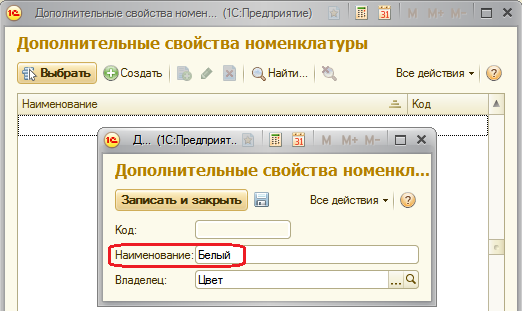 Дополнительные свойства номен... (1С:Предприятие) M M+ M-
Дополнительные свойства номенклатуры
Выбрать Создать Найти... Все действия ?
Наименование Код
Д... (1С:Предприят... M M+ M-
Дополнительные свойства номенкл...
Записать и закрыть Все действия ?
Код:
Наименование: Белый
Владелец: Цвет ...